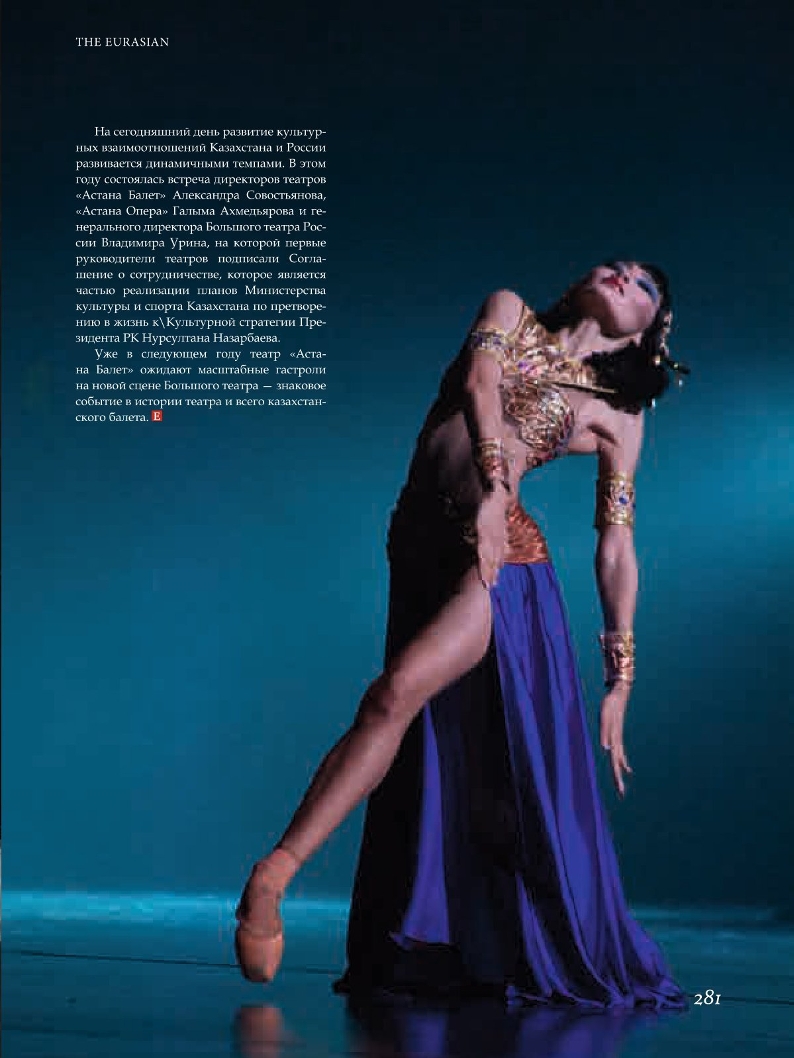 THE EURASIAN
На сегодняшний день развитие культур-
ных взаимоотношений Казахстана и России
развивается динамичными темпами. В этом
году состоялась встреча директоров театров
«Астана Балет» Александра Совостьянова,
«Астана Опера» Галыма Ахмедьярова и ге-
нерального директора Большого театра Рос-
сии Владимира Урина, на которой первые
руководители театров подписали Согла-
шение о сотрудничестве, которое является
частью реализации планов Министерства
культуры и спорта Казахстана по претворе-
нию в жизнь к\Культурной стратегии Пре-
зидента РК Нурсултана Назарбаева.
Уже в следующем году театр «Аста-
на Балет» ожидают масштабные гастроли
на новой сцене Большого театра — знаковое
событие в истории театра и всего казахстан-
ского балета. E
281